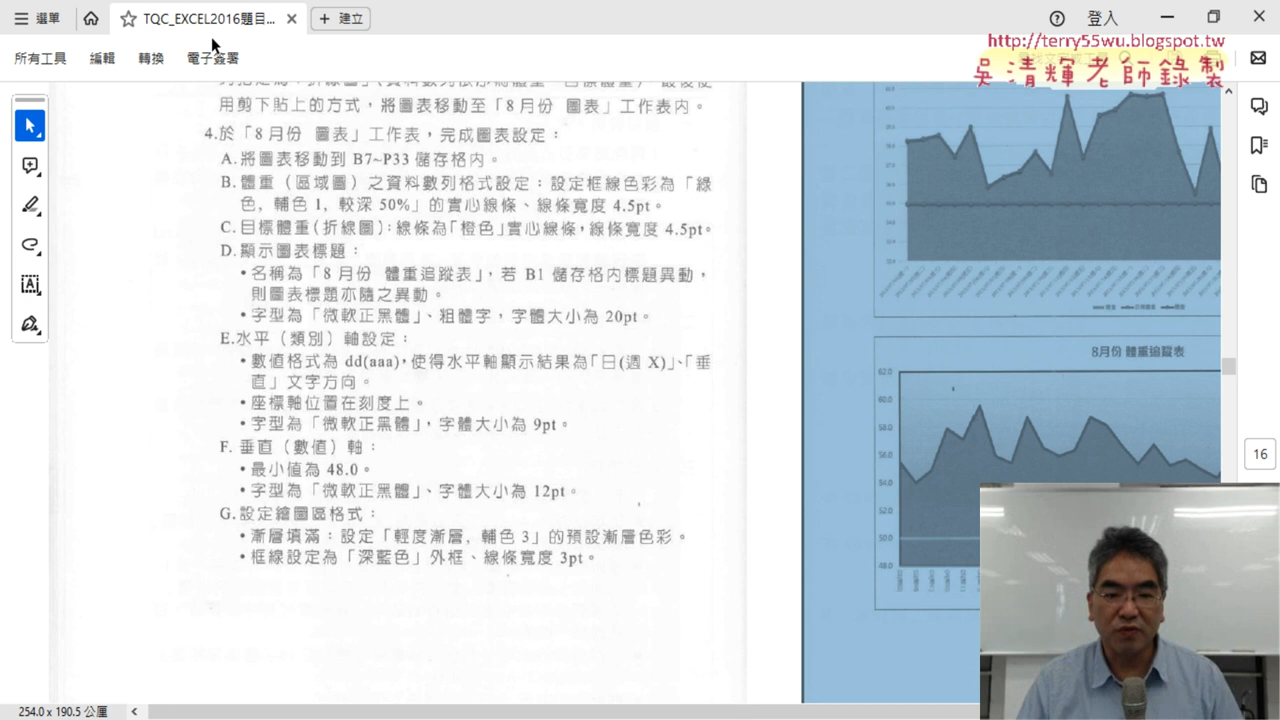 選單
TQC_EXCEL2016題目...
建立
登入
http://terry55wu.blogspot.tw
所有工具
編輯
轉換
電子簽署
吳清輝老師錄製
用剪下貼上的方式，將圖表移動至「8月份 圖表」工作表內。
4.於「8月份 圖表」工作表，完成圖表設定：
A.將圖表移動到 B7~P33 儲存格內。
B.體重（區域圖）之資料數列格式設定：設定框線色彩為「綠
色, 輔色 1, 較深 50%」的實心線條、線條寬度 4.5pt。
C.目標體重(折線圖)：線條為「橙色」實心線條，線條寬度 4.5pt。
D.顯示圖表標題：
•名稱為「8 月份 體重追蹤表」，若 B1 儲存格內標題異動，
則圖表標題亦隨之異動。
•字型為「微軟正黑體」、粗體字，字體大小為 20pt。
E.水平（類別）軸設定：
•數值格式為 dd(aaa)，使得水平軸顯示結果為「日(週 X)」、「垂
直」文字方向。
•座標軸位置在刻度上。
•字型為「微軟正黑體」，字體大小為 9pt。
F. 垂直（數值）軸：
•最小值為 48.0。
•字型為「微軟正黑體」、字體大小為 12pt。
G.設定繪圖區格式：
•漸層填滿：設定「輕度漸層, 輔色 3」的預設漸層色彩。
•框線設定為「深藍色」外框、線條寬度 3pt。
8月份 體重追蹤表
62.0
60.0
58.0
56.0
54.0
52.0
50.0
48.0
16
254.0 x 190.5 公厘